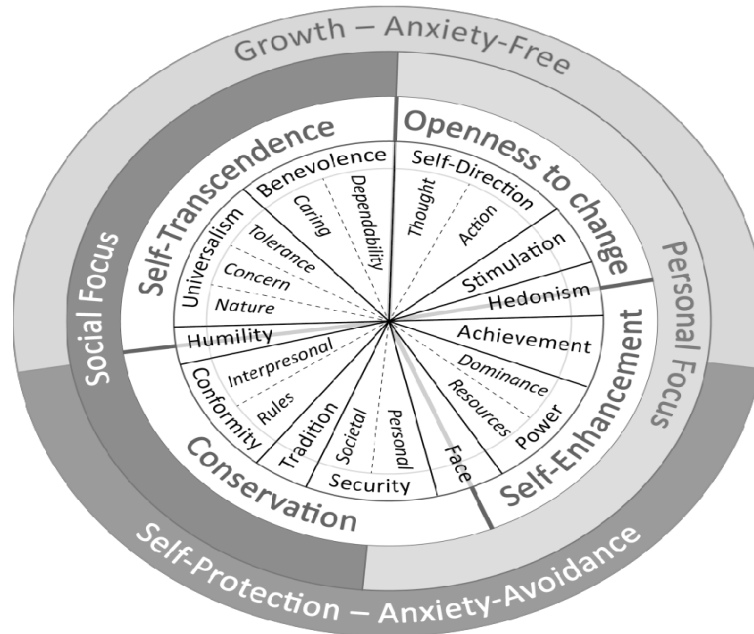 Growth – Anxiety-Free
Social Focus
Personal Focus
Self-Protection – Anxiety-Avoidance
Self-Transcendence
Openness to change
Self-Enhancement
Conservation
Benevolence
Caring
Dependability
Self-Direction
Thought
Action
Stimulation
Hedonism
Achievement
Dominance
Resources
Power
Face
Security
Personal
Societal
Tradition
Conformity
Rules
Interpresonal
Humility
Universalism
Nature
Concern
Tolerance